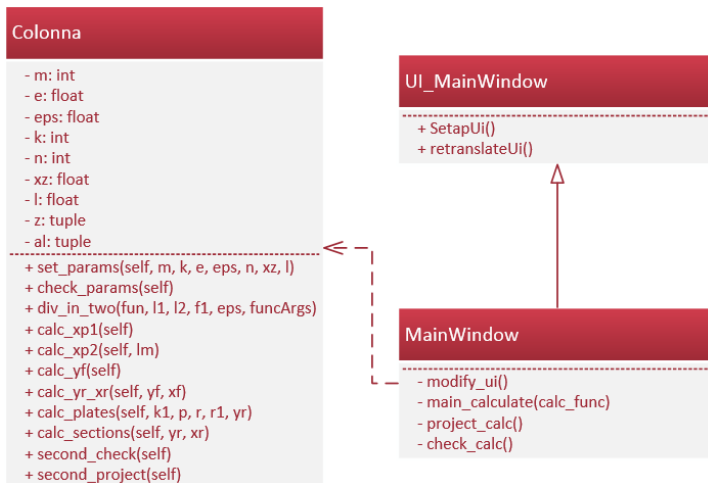 Colonna
- m: int
- e: float
- eps: float
- k: int
- n: int
- xz: float
- l: float
- z: tuple
- al: tuple
+ set_params(self, m, k, e, eps, n, xz, l)
+ check_params(self)
+ div_in_two(fun, l1, l2, f1, eps, funcArgs)
+ calc_xp1(self)
+ calc_xp2(self, lm)
+ calc_yf(self)
+ calc_yr_xr(self, yf, xf)
+ calc_plates(self, k1, p, r, r1, yr)
+ calc_sections(self, yr, xr)
+ second_check(self)
+ second_project(self)
UI_MainWindow
+ SetapUi()
+ retranslateUi()
MainWindow
- modify_ui()
- main_calculate(calc_func)
- project_calc()
- check_calc()